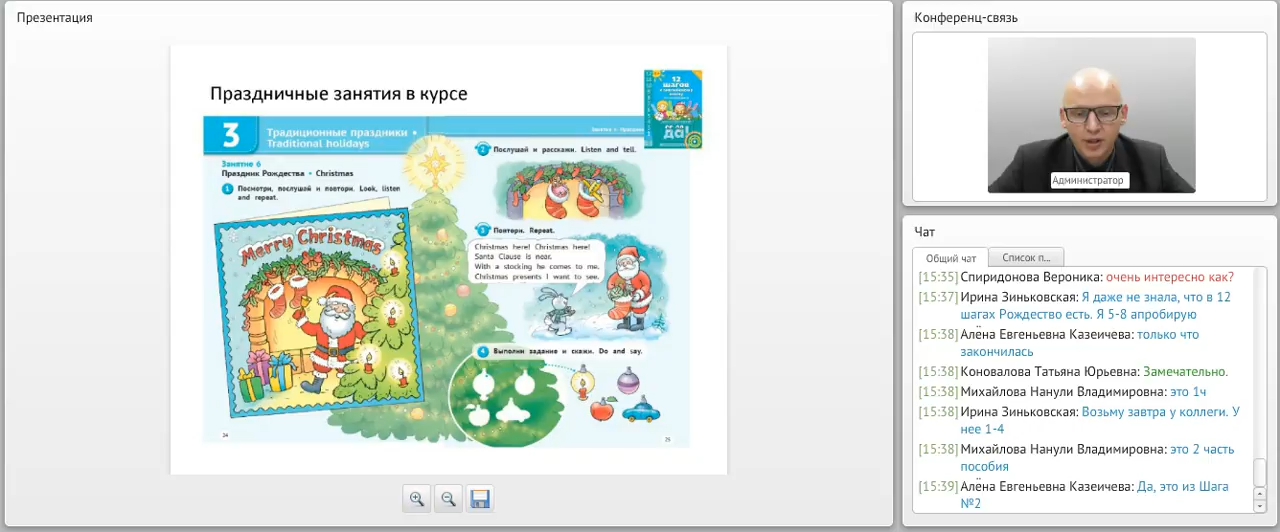 Презентация
Праздничные занятия в курсе
12
шагов
да!
3
Традиционные праздники •
Traditional holidays
Занятие 6
Праздник Рождества • Christmas
1 Посмотри, послушай и повтори. Look, listen
and repeat.
Merry Christmas
24
2 Послушай и расскажи. Listen and tell.
3 Повтори. Repeat.
Christmas here! Christmas here!
Santa Clause is near.
With a stocking he comes to me.
Christmas presents I want to see.
4 Выполни задание и скажи. Do and say.
25
Конференц-связь
Администратор
Чат
Общий чат
Список п...
[15:35] Спиридонова Вероника: очень интересно как?
[15:37] Ирина Зиньковская: Я даже не знала, что в 12
шагах Рождество есть. Я 5-8 апробирую
[15:38] Алёна Евгеньевна Казеичева: только что
закончилась
[15:38] Коновалова Татьяна Юрьевна: Замечательно.
[15:38] Михайлова Нанули Владимировна: это 1ч
[15:38] Ирина Зиньковская: Возьму завтра у коллеги. У
нее 1-4
[15:38] Михайлова Нанули Владимировна: это 2 часть
пособия
[15:39] Алёна Евгеньевна Казеичева: Да, это из Шага
№2